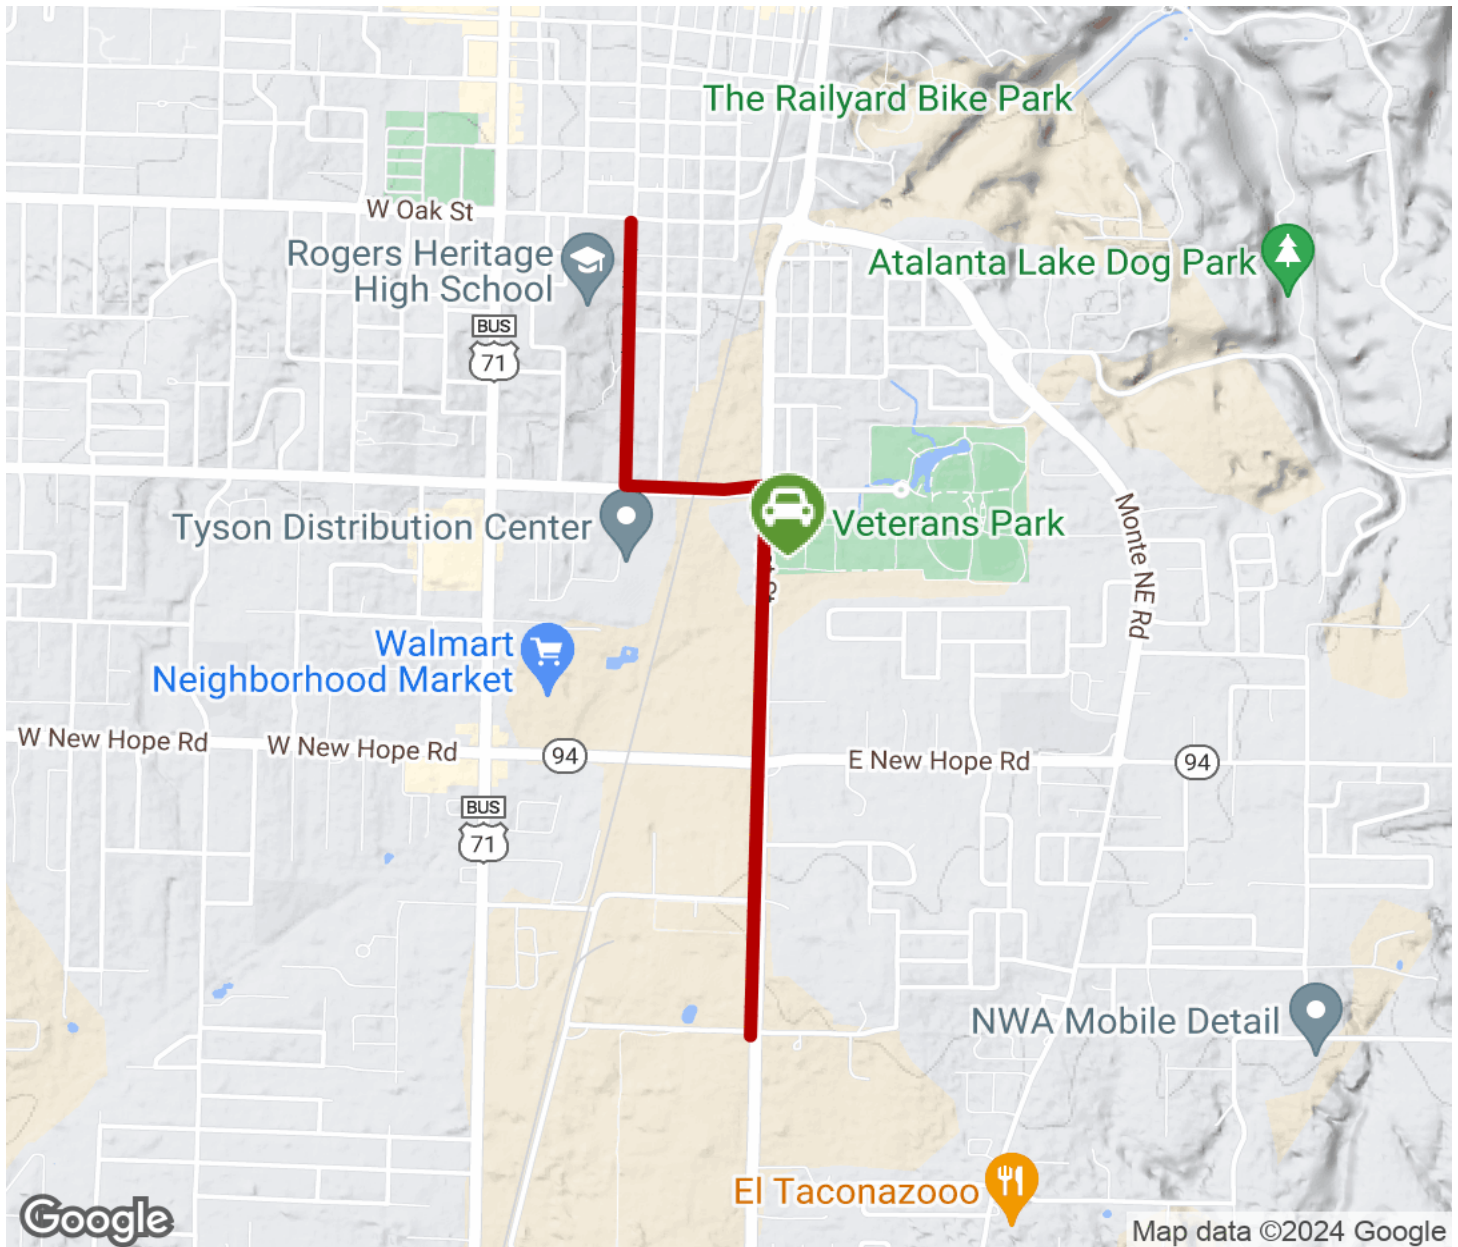 The Railyard Bike Park
W Oak St
Rogers Heritage
High School
Atalanta Lake Dog Park
BUS
71
Tyson Distribution Center
Veterans Park
Monte NE Rd
Walmart
Neighborhood Market
W New Hope Rd
W New Hope Rd
94
E New Hope Rd
94
BUS
71
NWA Mobile Detail
El Taconazooo
Google
Map data ©2024 Google